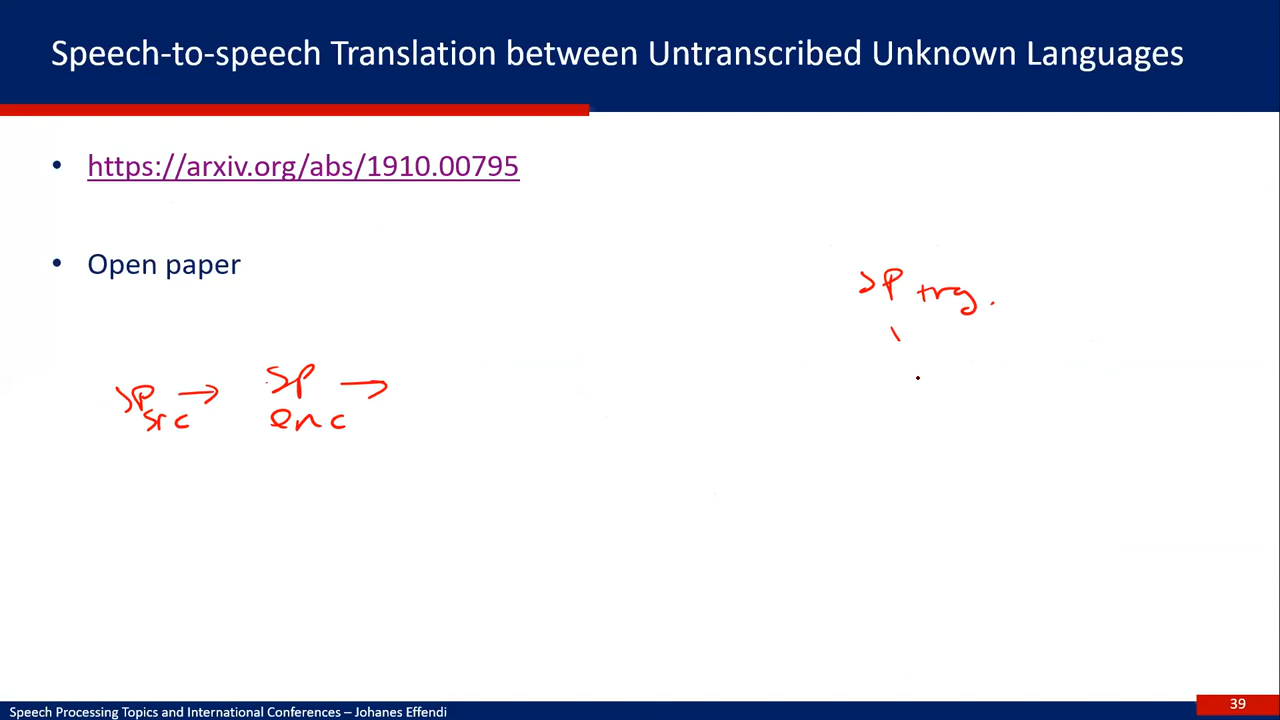 Speech-to-speech Translation between Untranscribed Unknown Languages
• https://arxiv.org/abs/1910.00795
• Open paper
SP trg.
SP → SP →
src enc
Speech Processing Topics and International Conferences – Johanes Effendi
39